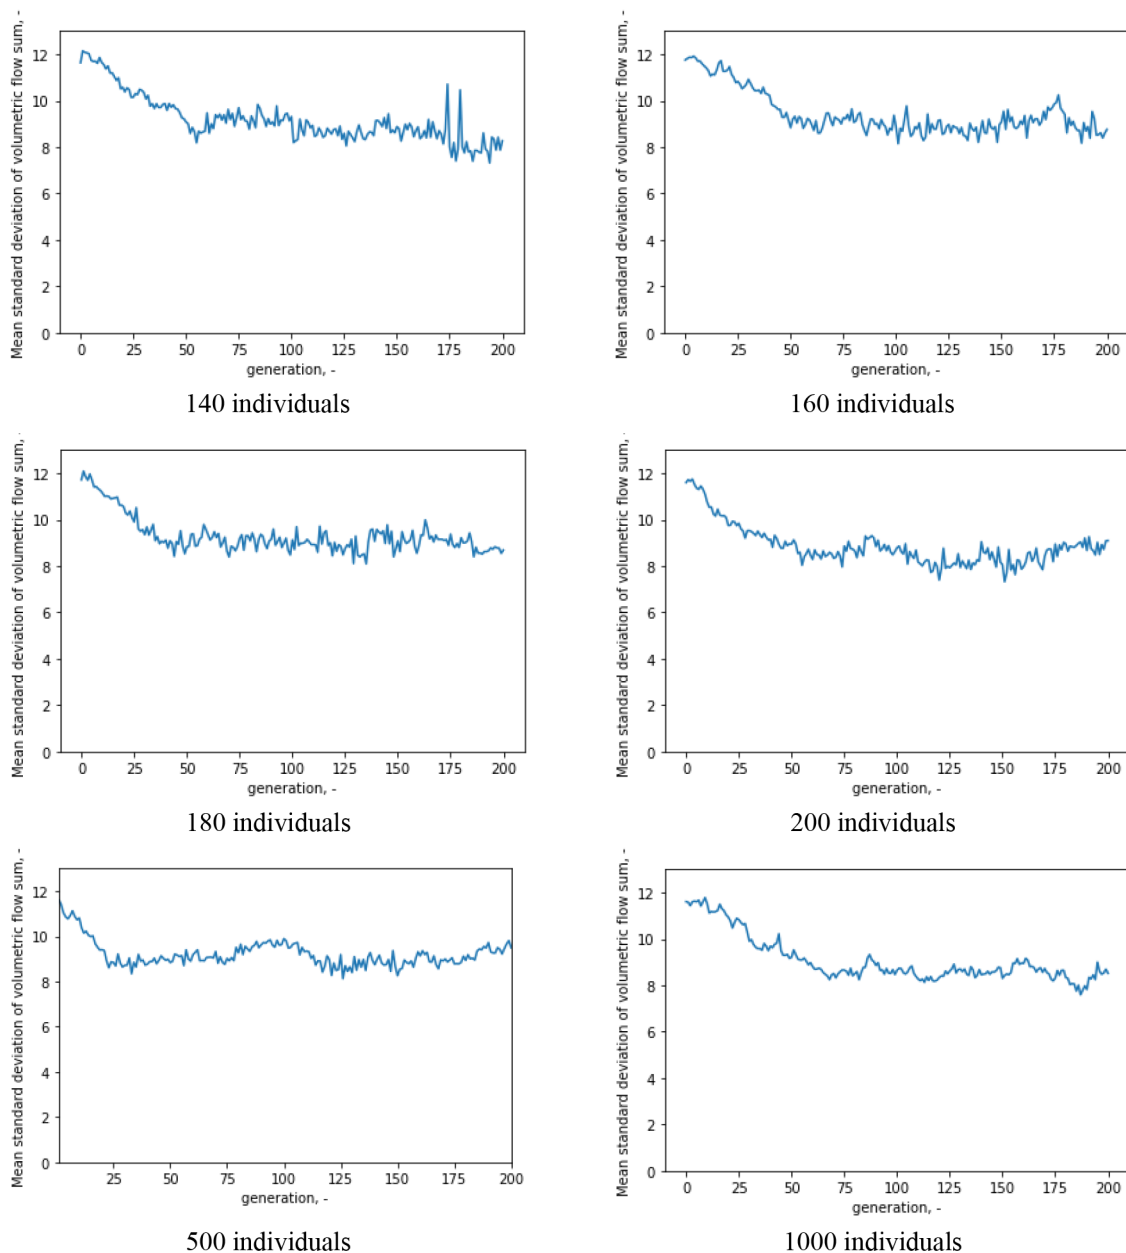 Mean standard deviation of volumetric flow sum, -
12
10
8
6
4
2
0
0 25 50 75 100 125 150 175 200
generation, -
140 individuals
Mean standard deviation of volumetric flow sum, -
12
10
8
6
4
2
0
0 25 50 75 100 125 150 175 200
generation, -
160 individuals
Mean standard deviation of volumetric flow sum,
12
10
8
6
4
2
0
0 25 50 75 100 125 150 175 200
generation, -
180 individuals
Mean standard deviation of volumetric flow sum,
12
10
8
6
4
2
0
0 25 50 75 100 125 150 175 200
generation, -
200 individuals
Mean standard deviation of volumetric flow sum, -
12
10
8
6
4
2
0
25 50 75 100 125 150 175 200
generation, -
500 individuals
Mean standard deviation of volumetric flow sum, -
12
10
8
6
4
2
0
0 25 50 75 100 125 150 175 200
generation, -
1000 individuals